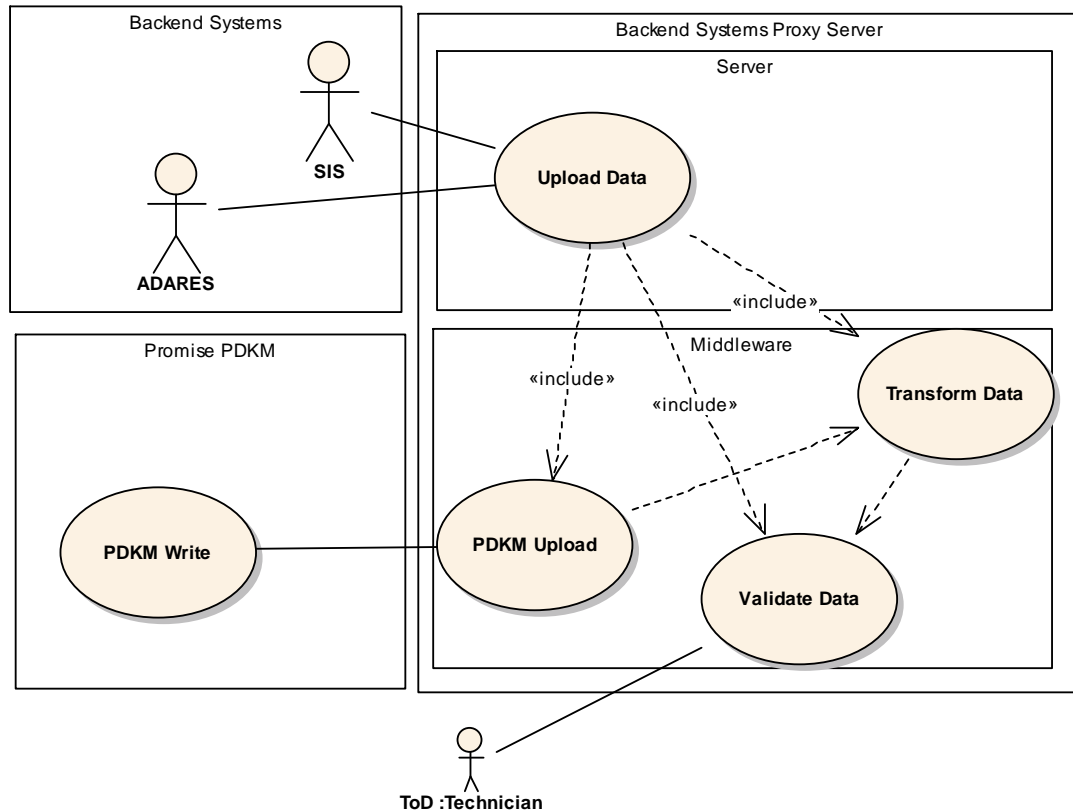 Backend Systems
Backend Systems Proxy Server
Server
SIS
Upload Data
ADARES
«include»
Promise PDKM
Middleware
«include»
«include»
Transform Data
PDKM Write
PDKM Upload
Validate Data
ToD :Technician